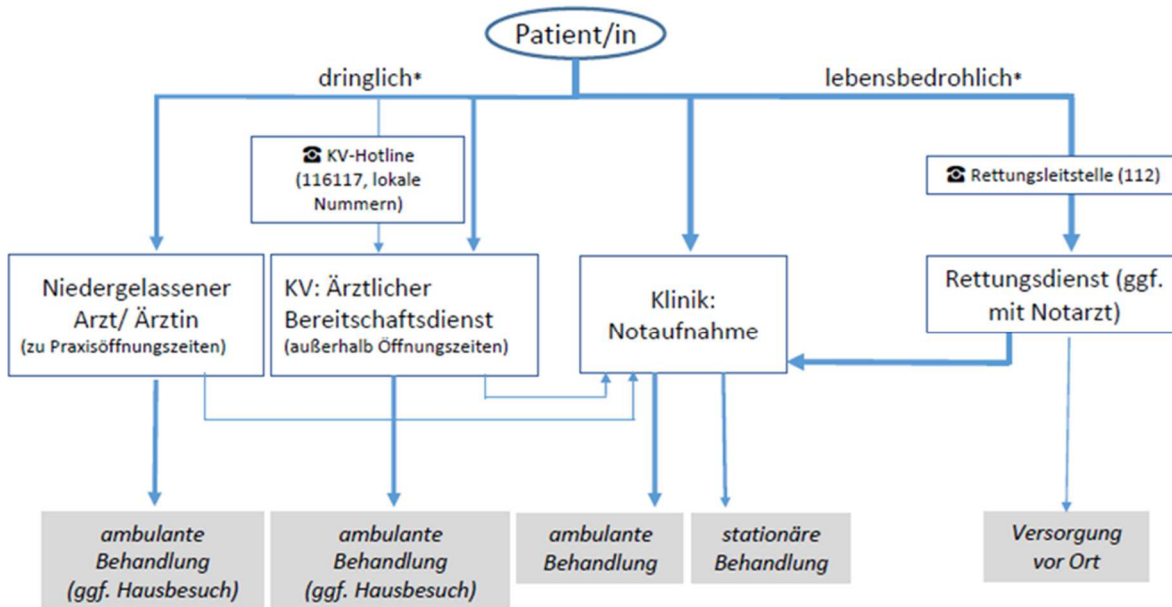 Patient/in
dringlich*
lebensbedrohlich*
☎ KV-Hotline
(116117, lokale
Nummern)
☎ Rettungsleitstelle (112)
Niedergelassener
Arzt/ Ärztin
(zu Praxisöffnungszeiten)
KV: Ärztlicher
Bereitschaftsdienst
(außerhalb Öffnungszeiten)
Klinik:
Notaufnahme
Rettungsdienst (ggf.
mit Notarzt)
ambulante
Behandlung
(ggf. Hausbesuch)
ambulante
Behandlung
(ggf. Hausbesuch)
ambulante
Behandlung
stationäre
Behandlung
Versorgung
vor Ort